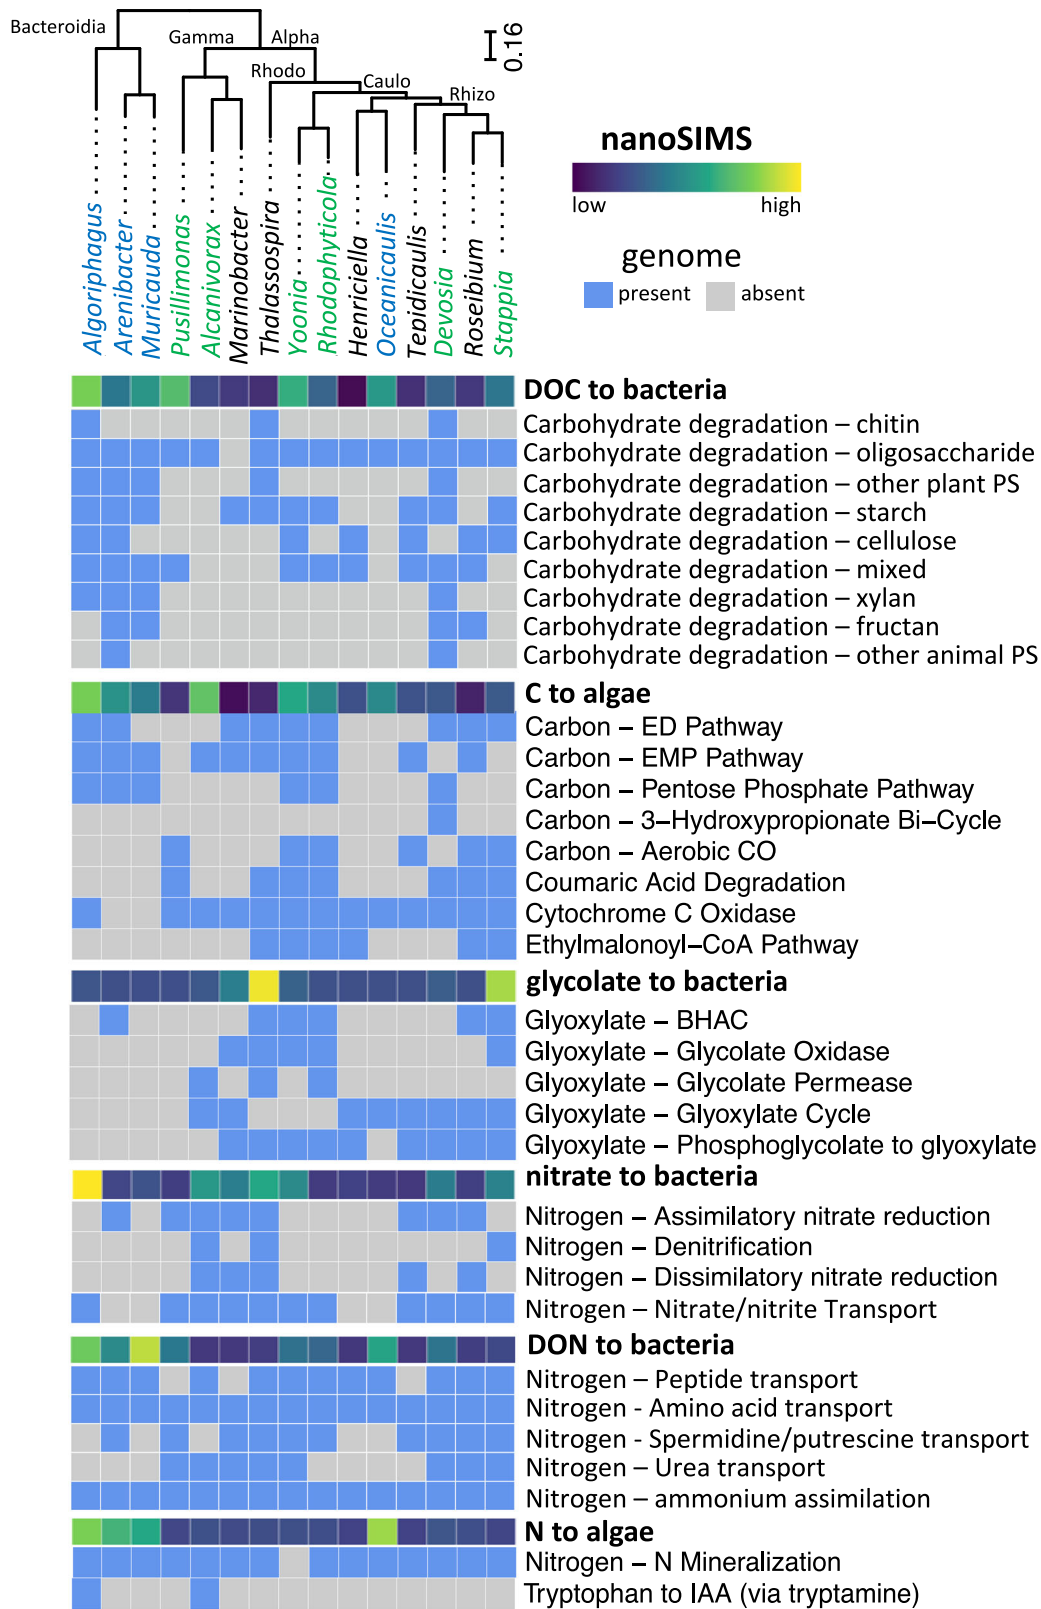 Bacteroidia
Gamma
Alpha
Rhodo
Caulo
Rhizo
0.16
nanoSIMS
low high
genome
present absent
Algoriphagus
Arenibacter
Muricauda
Pusillimonas
Alcanivorax
Marinobacter
Thalassospira
Yoonia
Rhodophyticola
Henriciella
Oceanicaulis
Tepidicaulis
Devosia
Roseibium
Stappia
DOC to bacteria
Carbohydrate degradation – chitin
Carbohydrate degradation – oligosaccharide
Carbohydrate degradation – other plant PS
Carbohydrate degradation – starch
Carbohydrate degradation – cellulose
Carbohydrate degradation – mixed
Carbohydrate degradation – xylan
Carbohydrate degradation – fructan
Carbohydrate degradation – other animal PS
C to algae
Carbon – ED Pathway
Carbon – EMP Pathway
Carbon – Pentose Phosphate Pathway
Carbon – 3–Hydroxypropionate Bi–Cycle
Carbon – Aerobic CO
Coumaric Acid Degradation
Cytochrome C Oxidase
Ethylmalonoyl–CoA Pathway
glycolate to bacteria
Glyoxylate – BHAC
Glyoxylate – Glycolate Oxidase
Glyoxylate – Glycolate Permease
Glyoxylate – Glyoxylate Cycle
Glyoxylate – Phosphoglycolate to glyoxylate
nitrate to bacteria
Nitrogen – Assimilatory nitrate reduction
Nitrogen – Denitrification
Nitrogen – Dissimilatory nitrate reduction
Nitrogen – Nitrate/nitrite Transport
DON to bacteria
Nitrogen – Peptide transport
Nitrogen - Amino acid transport
Nitrogen - Spermidine/putrescine transport
Nitrogen – Urea transport
Nitrogen – ammonium assimilation
N to algae
Nitrogen – N Mineralization
Tryptophan to IAA (via tryptamine)